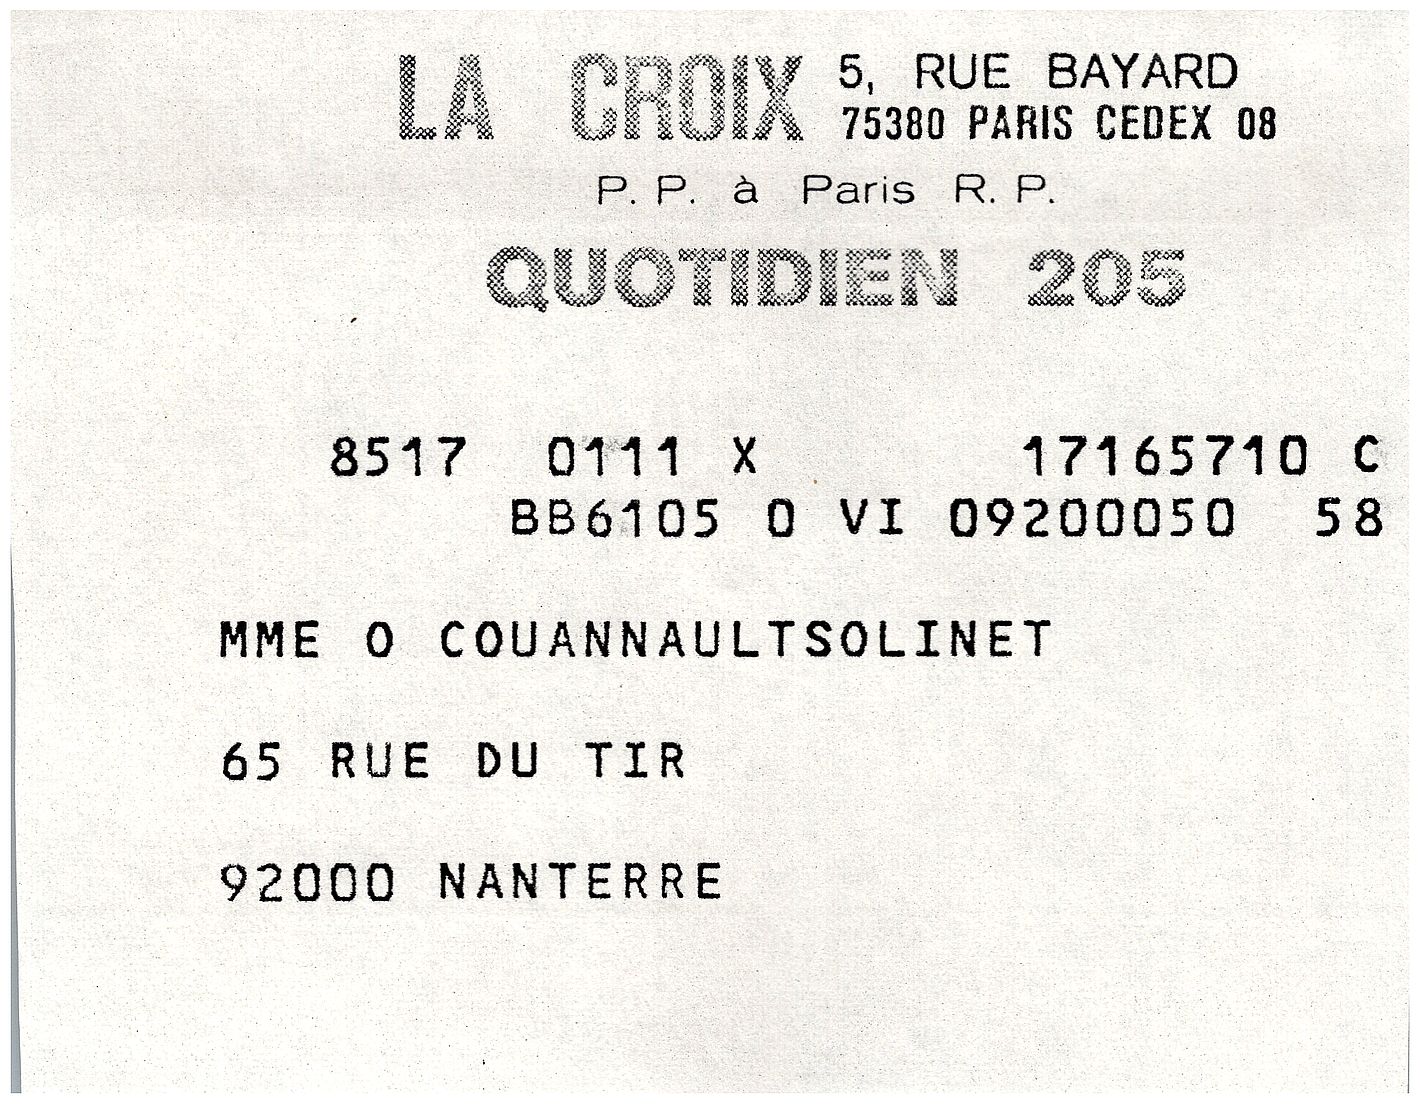 LA CROIX 5, RUE BAYARD
75380 PARIS CEDEX 08
P. P. à Paris R. P.
QUOTIDIEN 205
8517 0111 X 17165710 C
BB6105 0 VI 09200050 58
MME O COUANNAULTSOLINET
65 RUE DU TIR
92000 NANTERRE